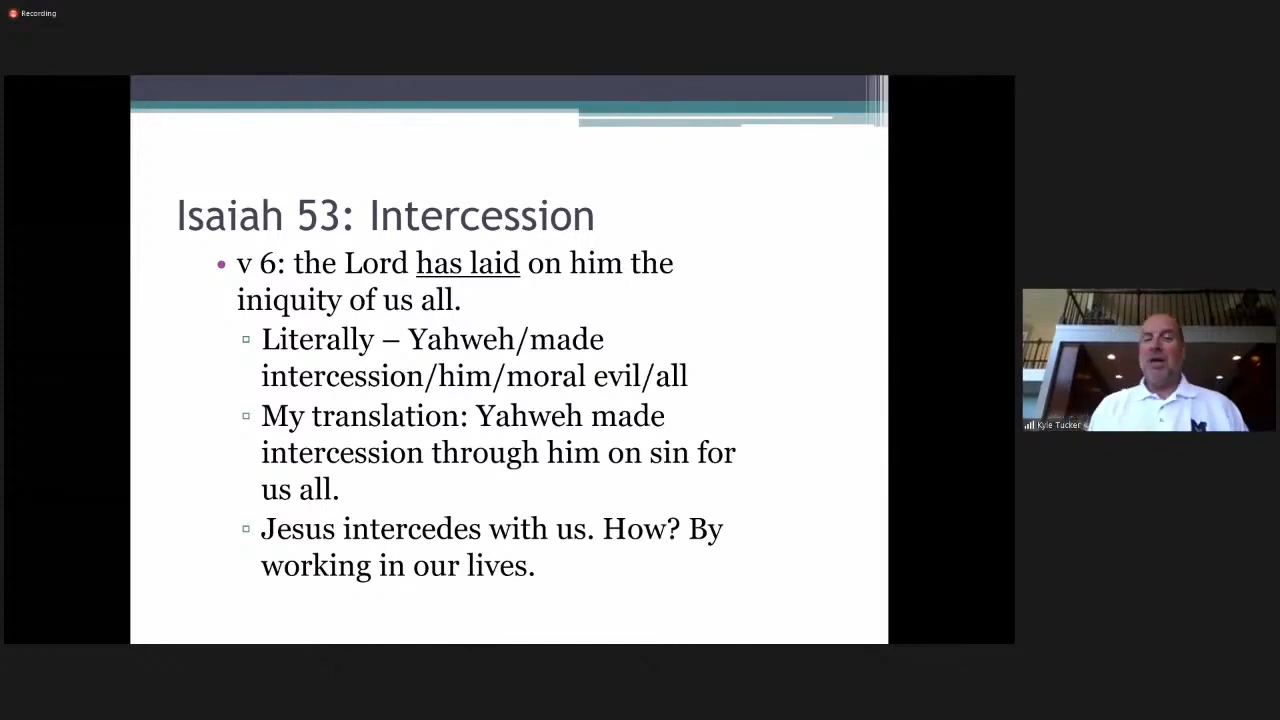 Recording
Isaiah 53: Intercession
• v 6: the Lord has laid on him the
iniquity of us all.
▫ Literally – Yahweh/made
intercession/him/moral evil/all
▫ My translation: Yahweh made
intercession through him on sin for
us all.
▫ Jesus intercedes with us. How? By
working in our lives.
Kyle Tucker
M